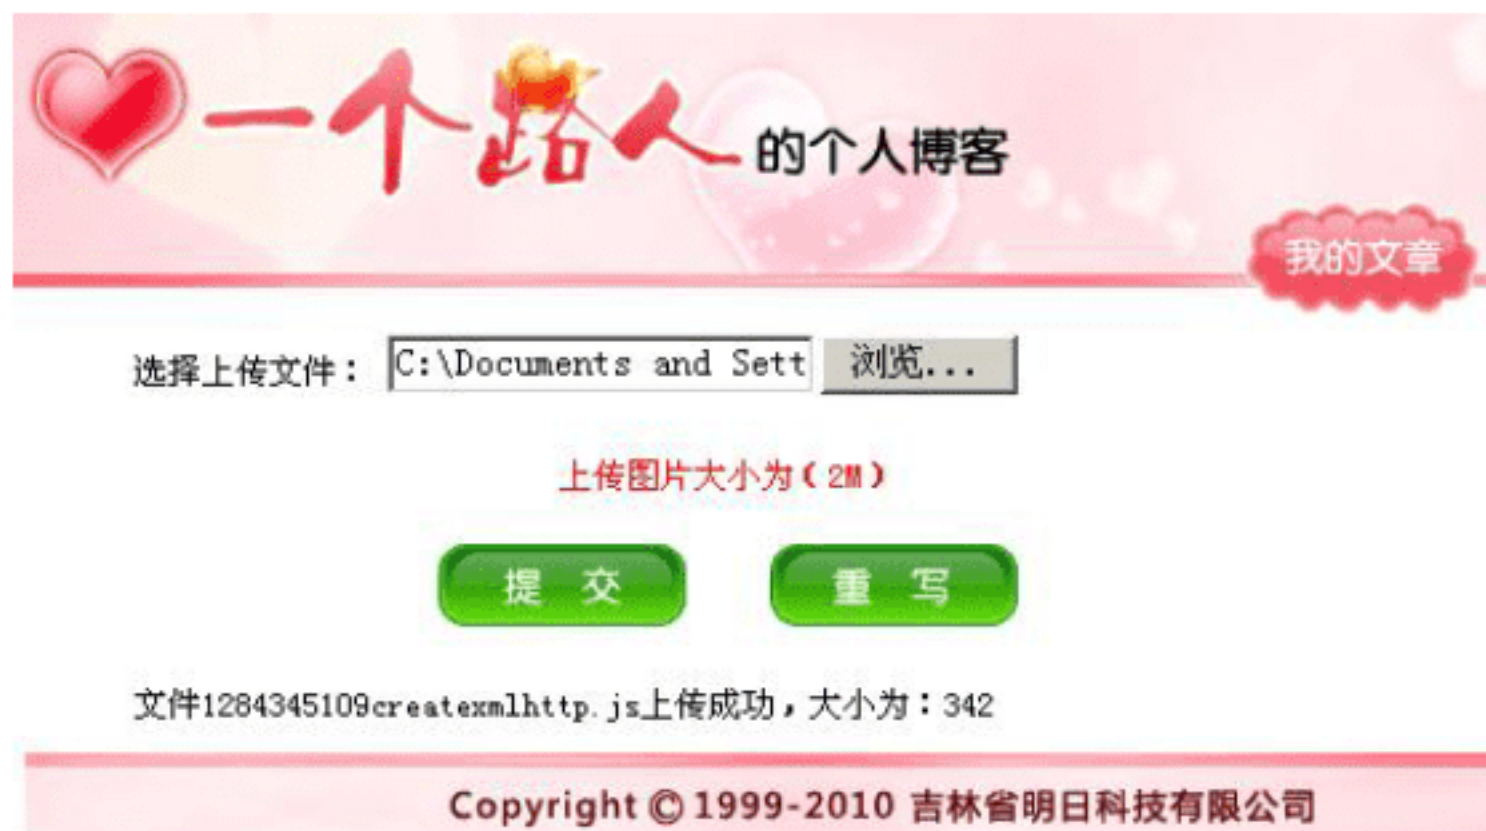 一个路人的个人博客
我的文章
选择上传文件： C:\Documents and Sett 浏览...
上传图片大小为（2M）
提 交 重 写
文件1284345109createxmlhttp.js上传成功，大小为：342
Copyright © 1999-2010 吉林省明日科技有限公司